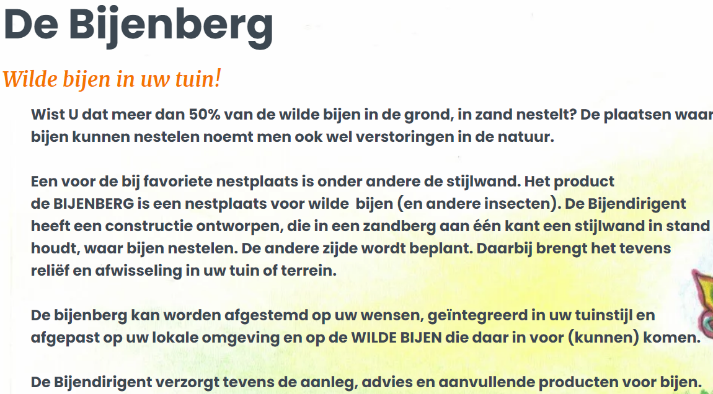 De Bijenberg
Wilde bijen in uw tuin!
Wist U dat meer dan 50% van de wilde bijen in de grond, in zand nestelt? De plaatsen waar
bijen kunnen nestelen noemt men ook wel verstoringen in de natuur.
Een voor de bij favoriete nestplaats is onder andere de stijlwand. Het product
de BIJENBERG is een nestplaats voor wilde bijen (en andere insecten). De Bijendirigent
heeft een constructie ontworpen, die in een zandberg aan één kant een stijlwand in stand
houdt, waar bijen nestelen. De andere zijde wordt beplant. Daarbij brengt het tevens
reliëf en afwisseling in uw tuin of terrein.
De bijenberg kan worden afgestemd op uw wensen, geïntegreerd in uw tuinstijl en
afgepast op uw lokale omgeving en op de WILDE BIJEN die daar in voor (kunnen) komen.
De Bijendirigent verzorgt tevens de aanleg, advies en aanvullende producten voor bijen.